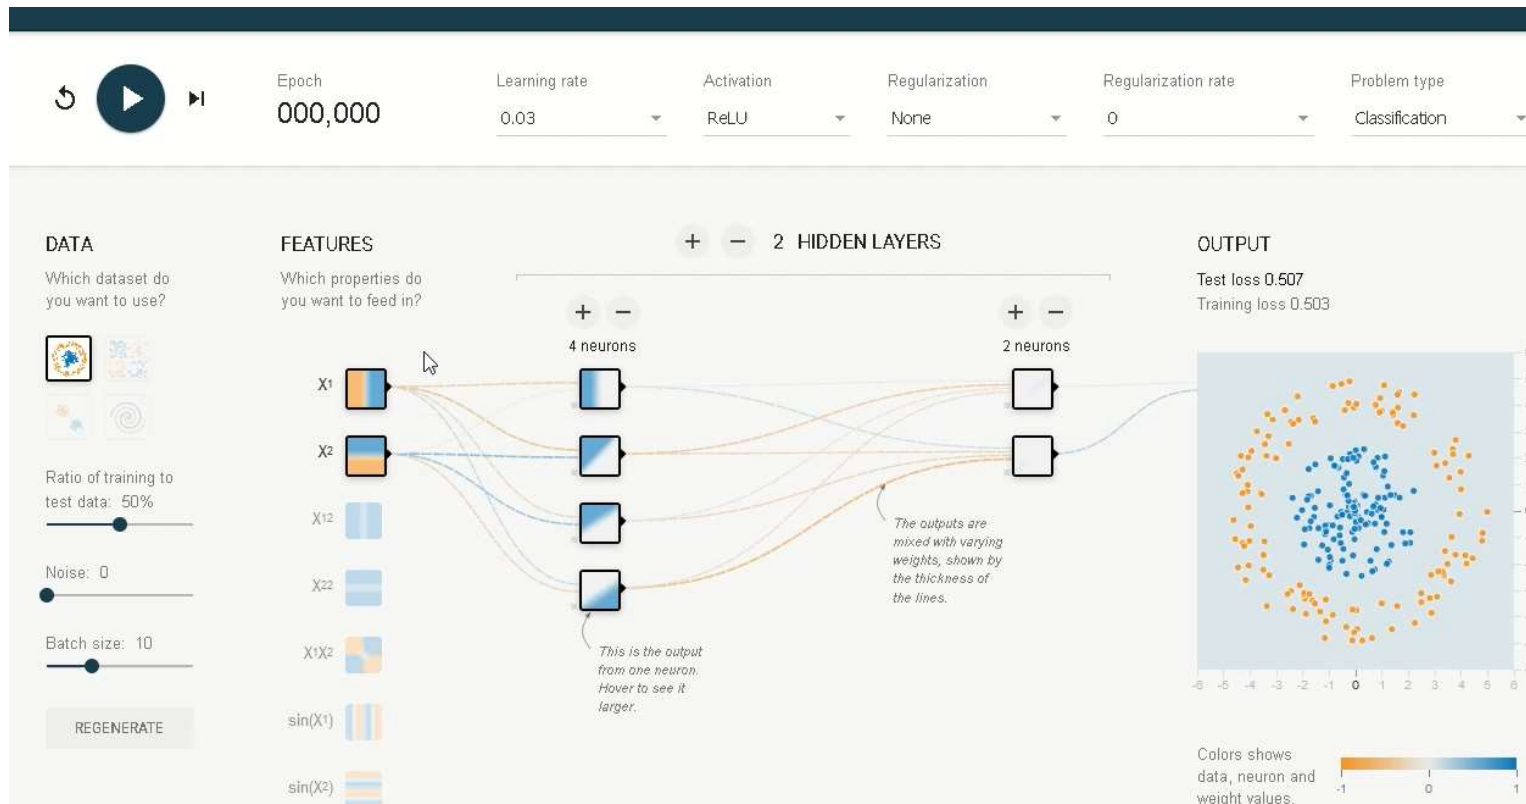 Epoch
000,000
Learning rate
0.03
Activation
ReLU
Regularization
None
Regularization rate
0
Problem type
Classification
DATA
Which dataset do
you want to use?
Ratio of training to
test data: 50%
Noise: 0
Batch size: 10
REGENERATE
FEATURES
Which properties do
you want to feed in?
X1
X2
X12
X22
X1X2
sin(X1)
sin(X2)
+ − 2 HIDDEN LAYERS
+ −
4 neurons
+ −
2 neurons
This is the output
from one neuron.
Hover to see it
larger.
The outputs are
mixed with varying
weights, shown by
the thickness of
the lines.
OUTPUT
Test loss 0.507
Training loss 0.503
-6 -5 -4 -3 -2 -1 0 1 2 3 4 5 6
Colors shows
data, neuron and
weight values.
-1 0 1